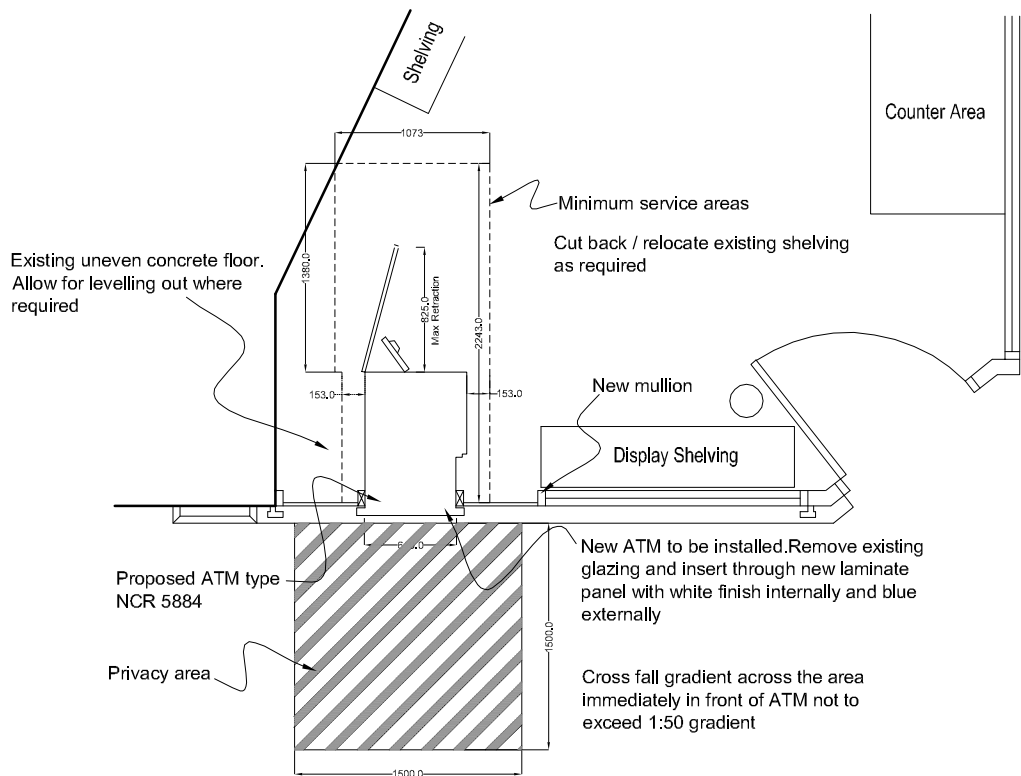 Shelving
Counter Area
1073
Minimum service areas
Cut back / relocate existing shelving
as required
Existing uneven concrete floor.
Allow for levelling out where
required
1380.0
825.0
Max Retraction
2243.0
153.0
153.0
New mullion
Display Shelving
Proposed ATM type
NCR 5884
New ATM to be installed.Remove existing
glazing and insert through new laminate
panel with white finish internally and blue
externally
Privacy area
1500.0
Cross fall gradient across the area
immediately in front of ATM not to
exceed 1:50 gradient
1500.0